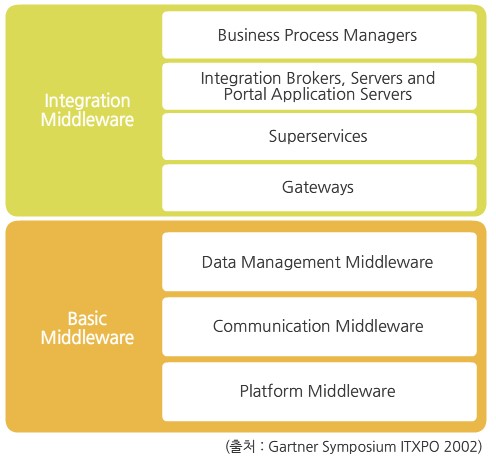 Integration
Middleware
Business Process Managers
Integration Brokers, Servers and
Portal Application Servers
Superservices
Gateways
Basic
Middleware
Data Management Middleware
Communication Middleware
Platform Middleware
(출처 : Gartner Symposium ITXPO 2002)